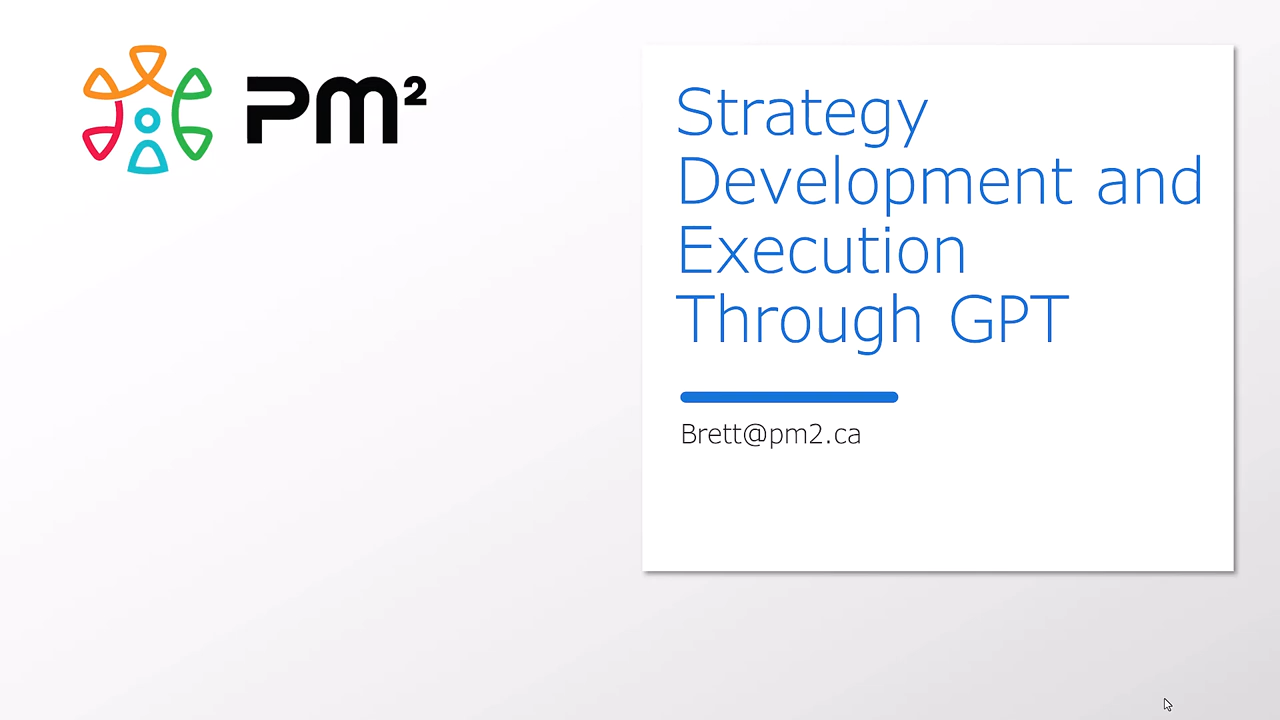 PM²
Strategy
Development and
Execution
Through GPT
Brett@pm2.ca